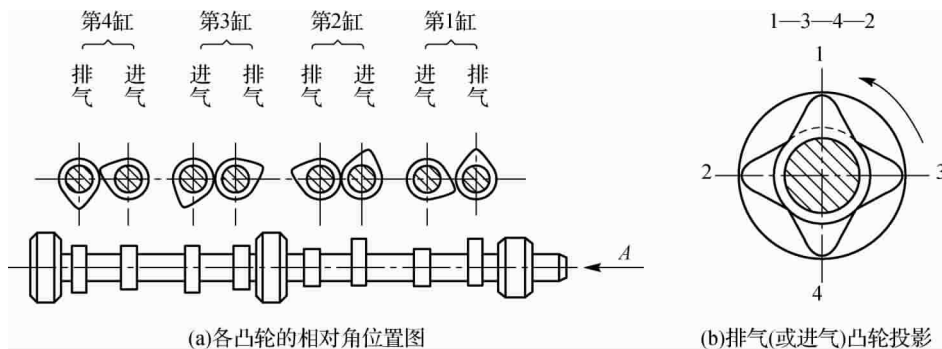 第4缸 第3缸 第2缸 第1缸
排气 进气 进气 排气 排气 进气 进气 排气
A
(a)各凸轮的相对角位置图
1—3—4—2
1
2 3
4
(b)排气(或进气)凸轮投影